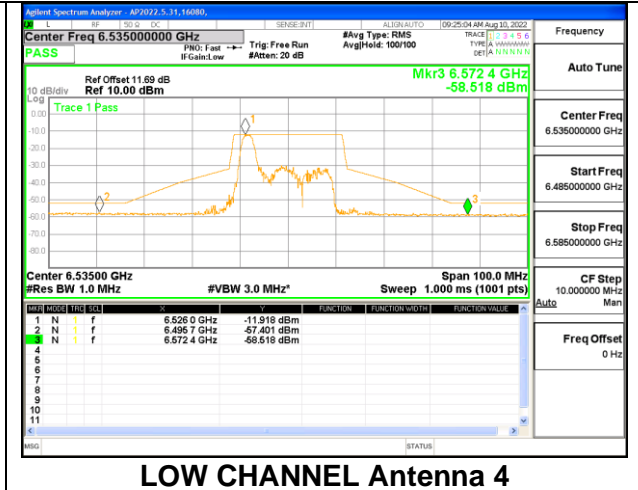 Agilent Spectrum Analyzer - AP2022.5.31,16080,
L RF 50 Ω DC SENSE:INT ALIGN AUTO 09:25:04 AM Aug 10, 2022
Center Freq 6.535000000 GHz #Avg Type: RMS TRACE 1 2 3 4 5 6
PASS PNO: Fast Trig: Free Run Avg|Hold: 100/100 TYPE A WWWWW
IFGain:Low #Atten: 20 dB DET A N N N N N
Ref Offset 11.69 dB Mkr3 6.572 4 GHz
10 dB/div Ref 10.00 dBm -58.518 dBm
Log
Trace 1 Pass
0.00
-10.0
-20.0
-30.0
-40.0
-50.0
-60.0
-70.0
-80.0
1
2
3
Center 6.53500 GHz Span 100.0 MHz
#Res BW 1.0 MHz #VBW 3.0 MHz* Sweep 1.000 ms (1001 pts)
MKR MODE TRC SCL X Y FUNCTION FUNCTION WIDTH FUNCTION VALUE
1 N 1 f 6.526 0 GHz -11.918 dBm
2 N 1 f 6.495 7 GHz -57.401 dBm
3 N 1 f 6.572 4 GHz -58.518 dBm
4
5
6
7
8
9
10
11
MSG STATUS
Frequency
Auto Tune
Center Freq
6.535000000 GHz
Start Freq
6.485000000 GHz
Stop Freq
6.585000000 GHz
CF Step
10.000000 MHz
Auto Man
Freq Offset
0 Hz
LOW CHANNEL Antenna 4